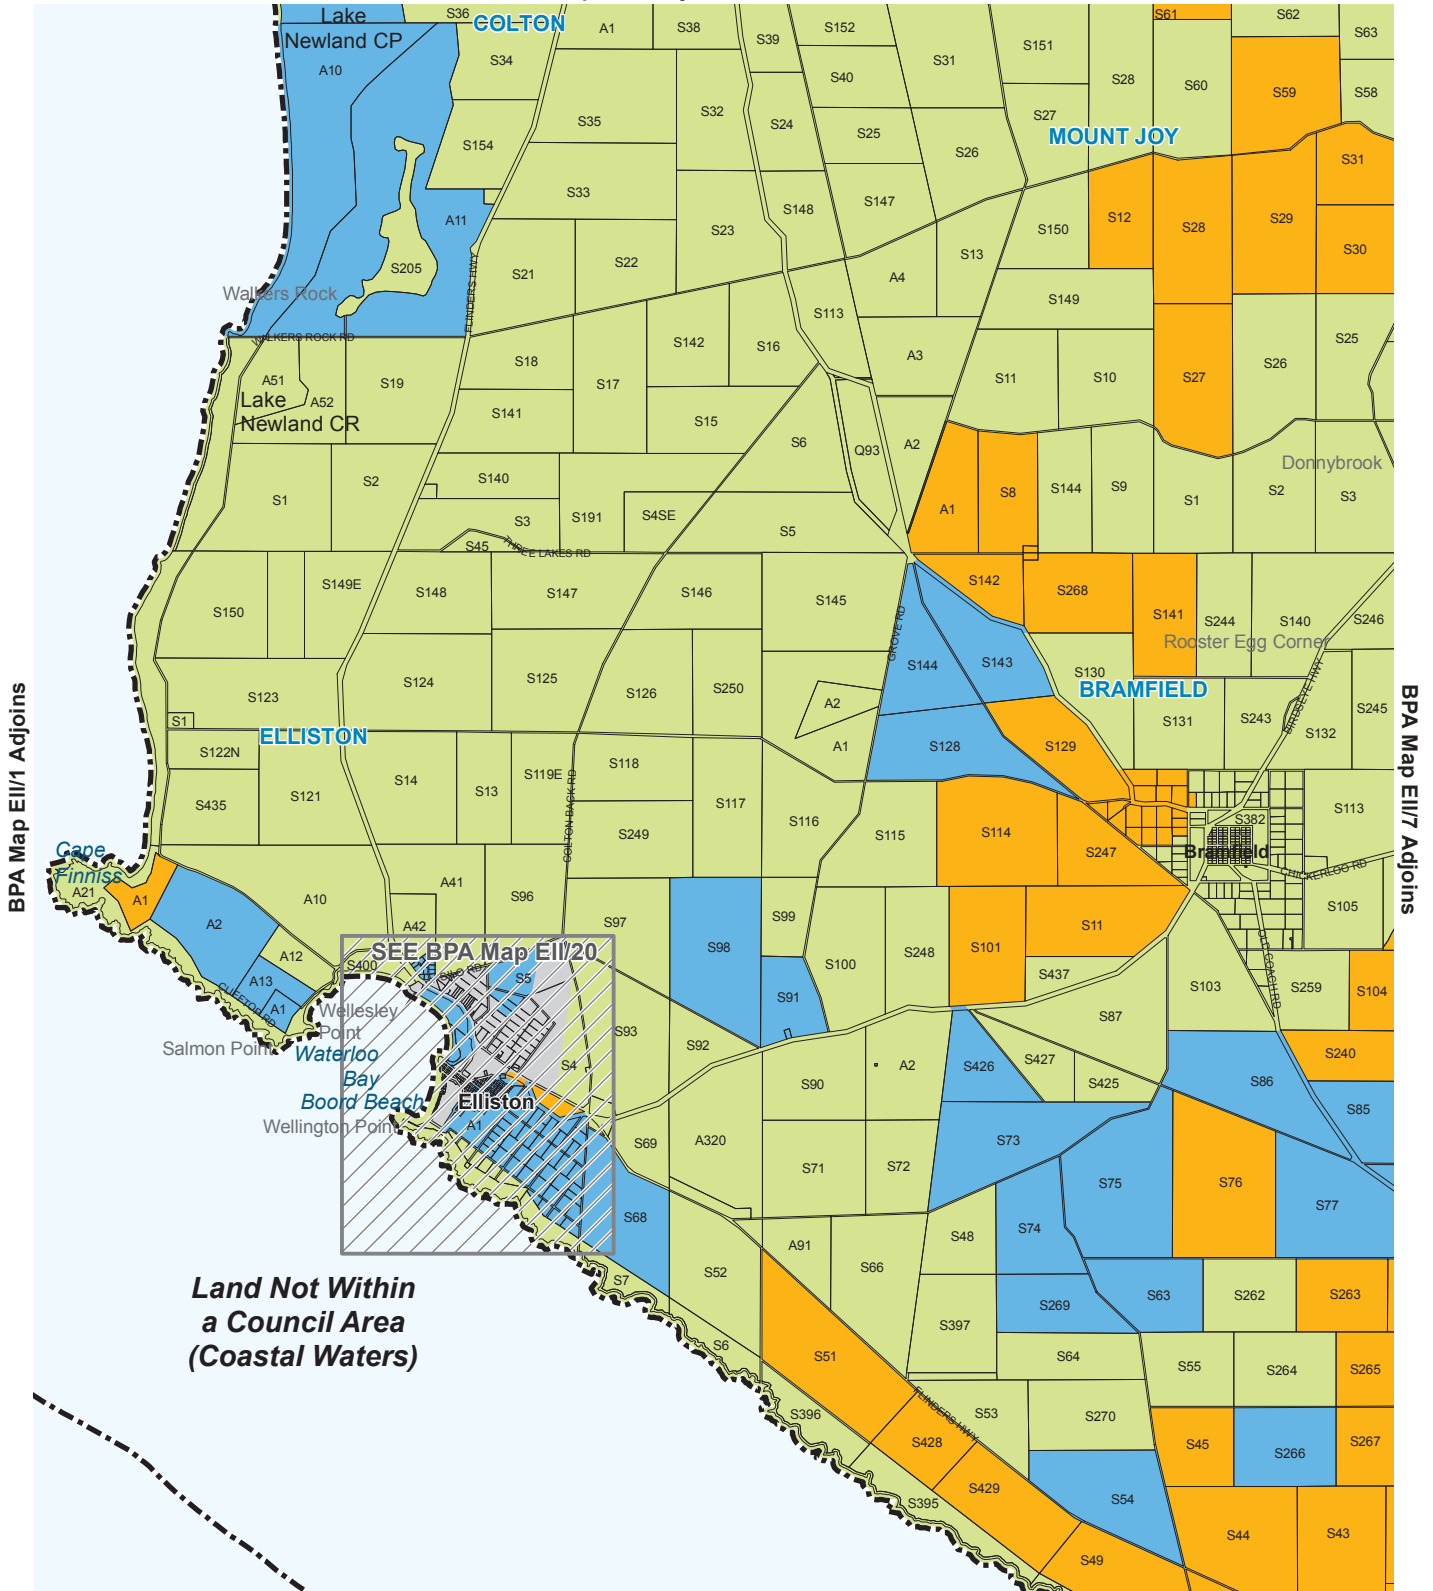 Lake
Newland CP
S36
COLTON
A1
S38
S39
S152
S61
S62
S63
A10
S34
S40
S31
S151
S28
S60
S59
S58
S154
S35
S32
S24
S25
S26
S27
MOUNT JOY
S31
A11
S33
S148
S147
S12
S28
S29
S30
S205
S23
S150
S13
S21
S22
A4
Walkers Rock
FLINDERS HWY
S149
S113
WALKERS ROCK RD
S142
S16
A3
S25
S26
S18
S17
S11
S10
S27
A51
A52
S19
Lake
Newland CR
S141
S15
S6
Q93
A2
Donnybrook
S1
S2
S140
S3
S191
S4SE
S5
A1
S8
S144
S9
S1
S2
S3
S45
THREE LAKES RD
S150
S149E
S148
S147
S146
S145
S142
S268
S141
S244
S140
S246
GROVE RD
Rooster Egg Corner
S144
S143
S130
BRAMFIELD
S123
S124
S125
S126
S250
A2
S131
S243
BIRDSEYE HWY
S132
S245
S1
ELLISTON
S122N
A1
S128
S129
S435
S121
S14
S13
S119E
S118
COLTON BACK RD
S117
S249
S116
S115
S114
S247
S382
S113
Bramfield
CHICKERLOO RD
BPA Map Ell/1 Adjoins
BPA Map Ell/7 Adjoins
Cape
Finniss
A21
A1
A2
A10
A41
S96
S97
S98
S99
S100
S248
S101
S11
S105
A42
A12
A13
A1
CLIFFTOP RD
S400
SEE BPA Map Ell/20
SILO RD
S5
S91
S437
S103
OLD COACH RD
S259
S104
Wellesley
Point
Salmon Point
Waterloo
Bay
Boord Beach
Wellington Point
Elliston
A1
S4
S93
S92
S90
A2
S426
S427
S87
S425
S86
S240
S85
S69
A320
S71
S72
S73
S75
S76
S77
S68
S74
S48
A91
S66
S52
S7
S269
S63
S262
S263
Land Not Within
a Council Area
(Coastal Waters)
S6
S51
S397
S64
S55
S264
S265
S396
FLINDERS HWY
S53
S270
S428
S45
S266
S267
S429
S54
S395
S49
S44
S43